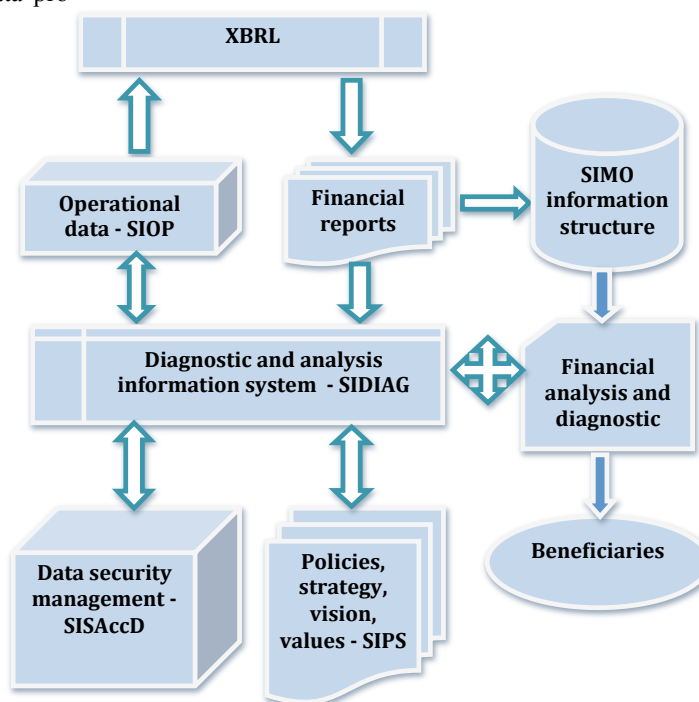 XBRL
Operational
data - SIOP
Financial
reports
SIMO
information
structure
Diagnostic and analysis
information system - SIDIAG
Financial
analysis and
diagnostic
Data security
management -
SISAccD
Policies,
strategy,
vision,
values - SIPS
Beneficiaries